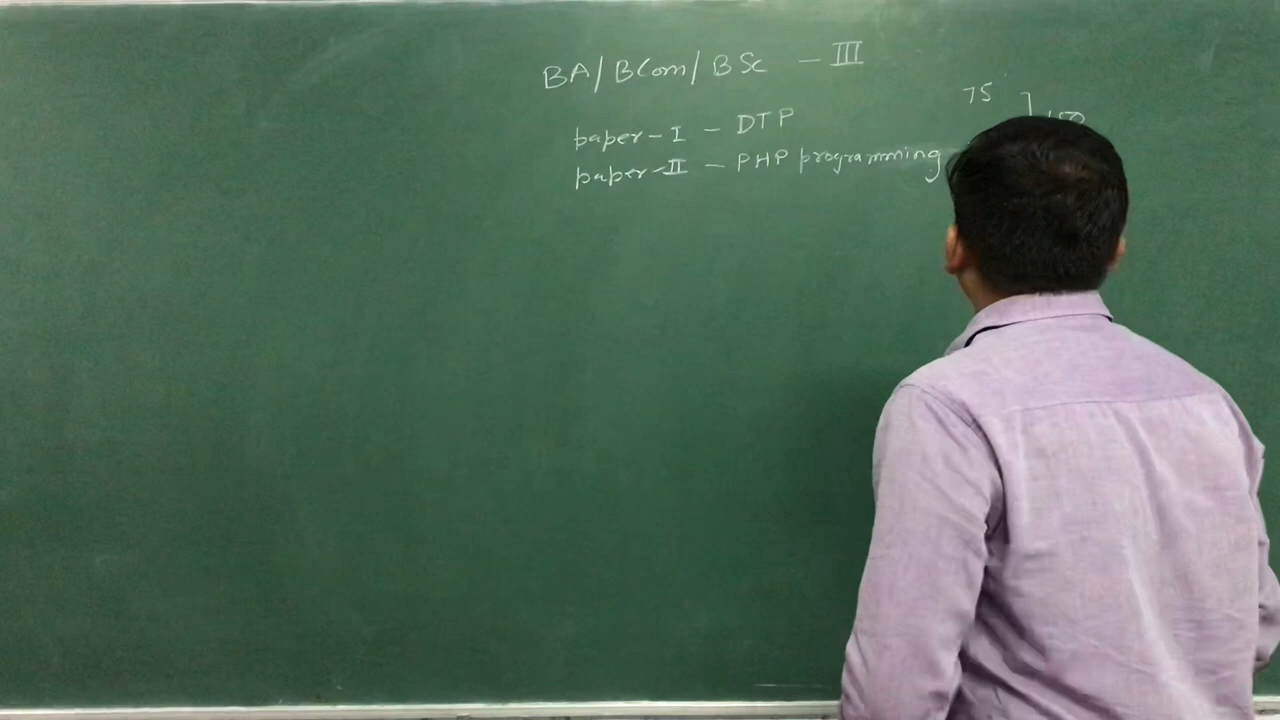 BA/BCom/BSc - III
75
paper-I - DTP
paper-II - PHP programming